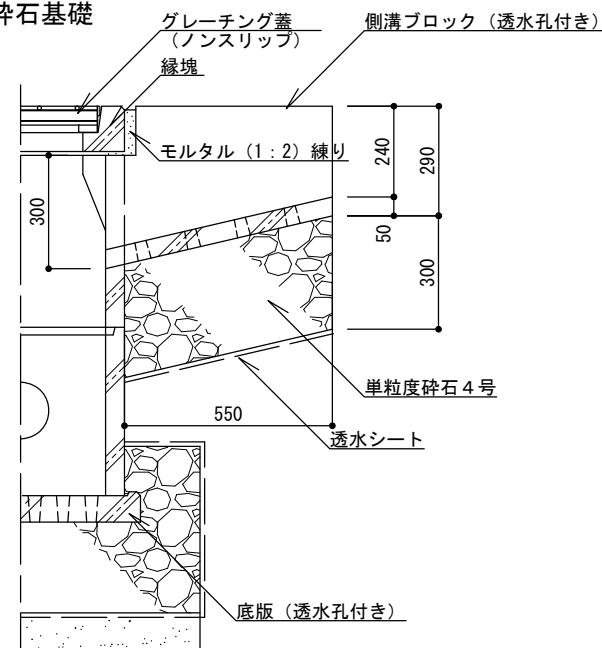 砕石基礎
グレーチング蓋
（ノンスリップ）
側溝ブロック（透水孔付き）
縁塊
モルタル（1：2）練り
240
290
300
50
300
単粒度砕石４号
550
透水シート
底版（透水孔付き）